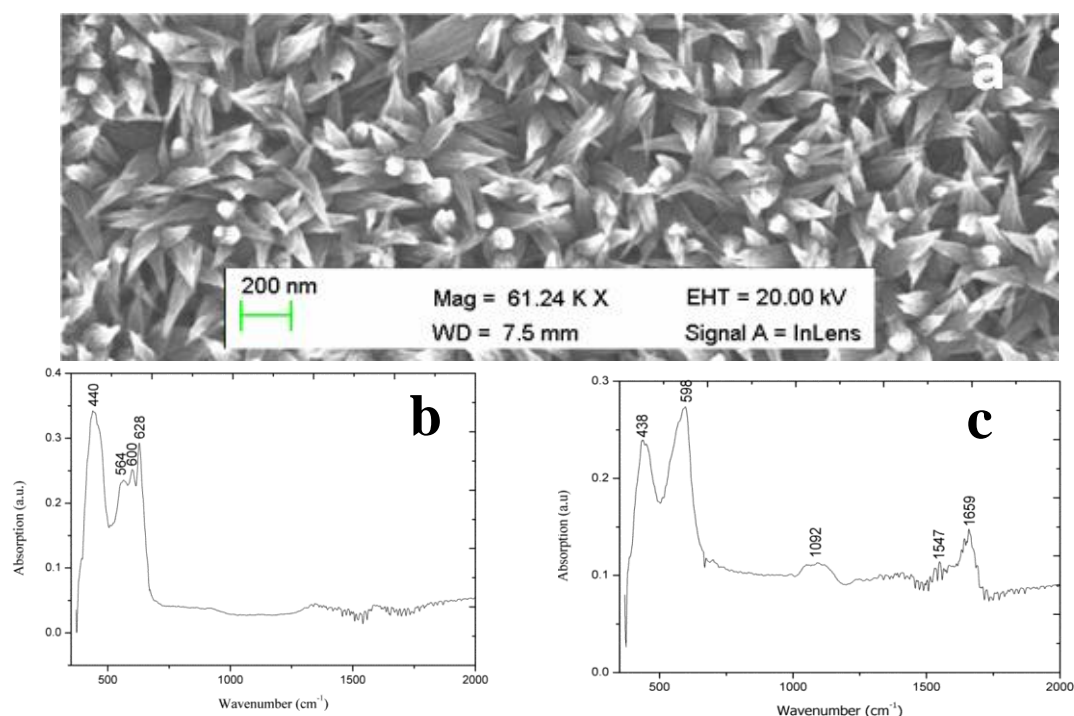 a
200 nm
Mag = 61.24 K X
EHT = 20.00 kV
WD = 7.5 mm
Signal A = InLens
b
440
564
600
628
0.4
0.3
0.2
0.1
0.0
Absorption (a.u.)
500
1000
1500
2000
Wavenumber (cm⁻¹)
c
438
598
1092
1547
1659
0.3
0.2
0.1
0.0
Absorption (a.u)
500
1000
1500
2000
Wavenumber (cm⁻¹)